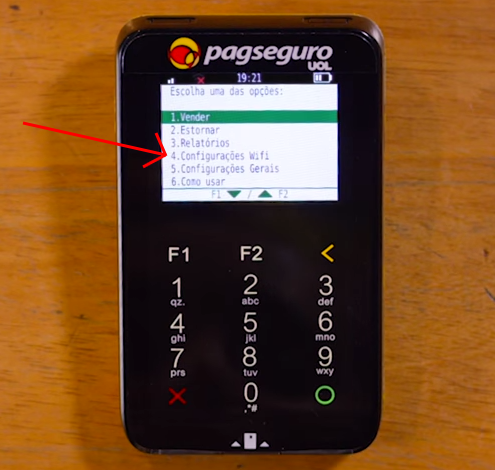 pagseguro
UOL
19:21
Escolha uma das opções:
1.Vender
2.Estornar
3.Relatórios
4.Configurações Wifi
5.Configurações Gerais
6.Como usar
F1 / F2
F1 F2 <
1 2 3
qz. abc def
4 5 6
ghi jkl mno
7 8 9
prs tuv wxy
0
.*#